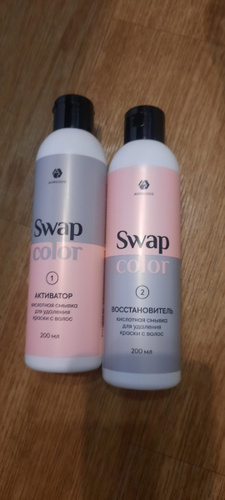 Swap
color
1
АКТИВАТОР
кислотная смывка
для удаления
краски с волос
200 мл
Swap
color
2
ВОССТАНОВИТЕЛЬ
кислотная смывка
для удаления
краски с волос
200 мл